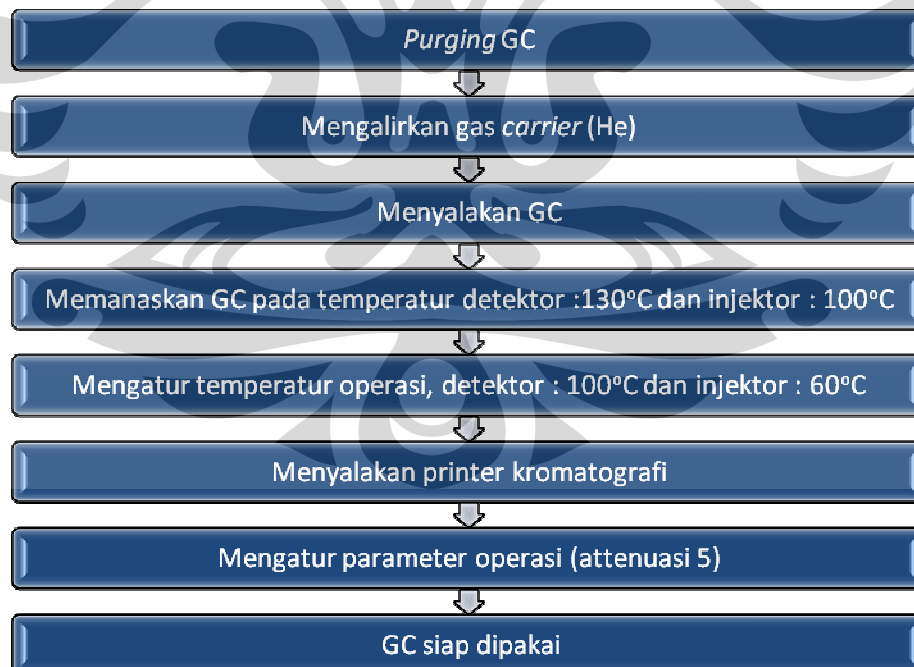 Purging GC
Mengalirkan gas carrier (He)
Menyalakan GC
Memanaskan GC pada temperatur detektor :130°C dan injektor : 100°C
Mengatur temperatur operasi, detektor : 100°C dan injektor : 60°C
Menyalakan printer kromatografi
Mengatur parameter operasi (attenuasi 5)
GC siap dipakai